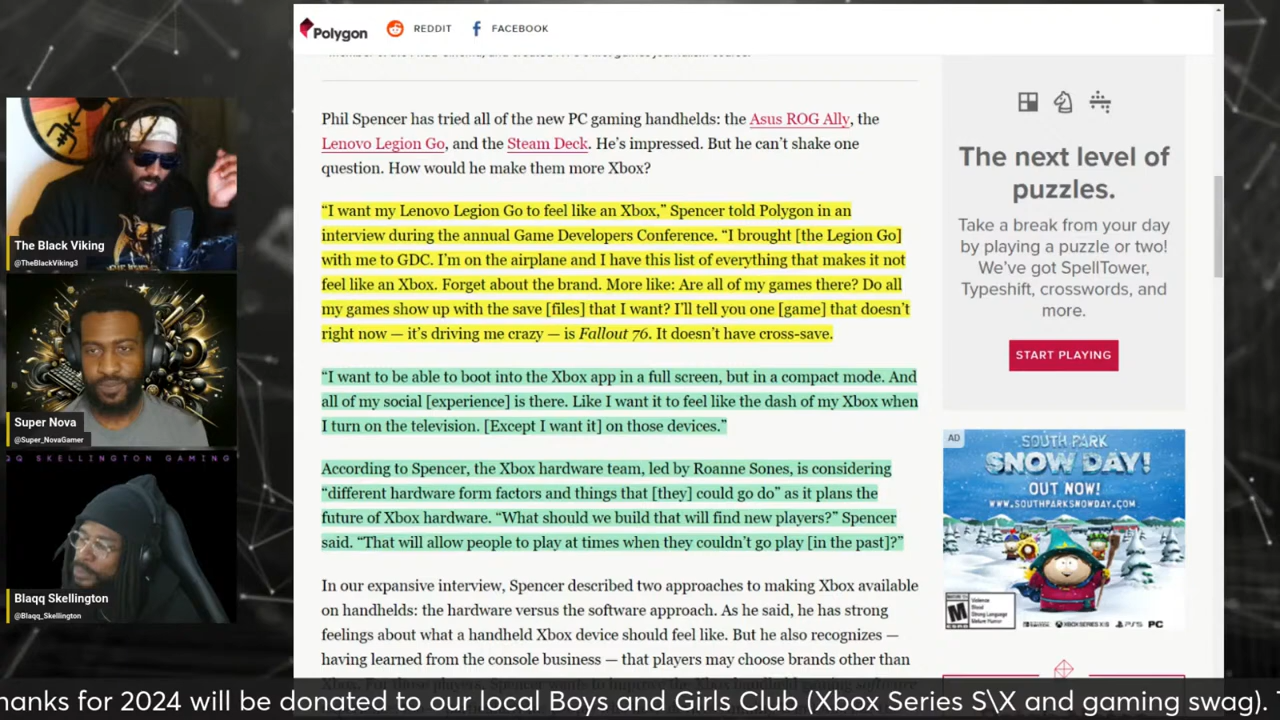 Polygon
REDDIT
FACEBOOK
Phil Spencer has tried all of the new PC gaming handhelds: the Asus ROG Ally, the
Lenovo Legion Go, and the Steam Deck. He’s impressed. But he can’t shake one
question. How would he make them more Xbox?
“I want my Lenovo Legion Go to feel like an Xbox,” Spencer told Polygon in an
interview during the annual Game Developers Conference. “I brought [the Legion Go]
with me to GDC. I’m on the airplane and I have this list of everything that makes it not
feel like an Xbox. Forget about the brand. More like: Are all of my games there? Do all
my games show up with the save [files] that I want? I’ll tell you one [game] that doesn’t
right now — it’s driving me crazy — is Fallout 76. It doesn’t have cross-save.
“I want to be able to boot into the Xbox app in a full screen, but in a compact mode. And
all of my social [experience] is there. Like I want it to feel like the dash of my Xbox when
I turn on the television. [Except I want it] on those devices.”
According to Spencer, the Xbox hardware team, led by Roanne Sones, is considering
“different hardware form factors and things that [they] could go do” as it plans the
future of Xbox hardware. “What should we build that will find new players?” Spencer
said. “That will allow people to play at times when they couldn’t go play [in the past]?”
In our expansive interview, Spencer described two approaches to making Xbox available
on handhelds: the hardware versus the software approach. As he said, he has strong
feelings about what a handheld Xbox device should feel like. But he also recognizes —
having learned from the console business — that players may choose brands other than
The next level of
puzzles.
Take a break from your day
by playing a puzzle or two!
We’ve got SpellTower,
Typeshift, crosswords, and
more.
START PLAYING
AD
SOUTH PARK
SNOW DAY!
OUT NOW!
WWW.SOUTHPARKSNOWDAY.COM
M
Violence
Blood
Strong Language
Mature Humor
XBOX SERIES X|S
PS5
PC
The Black Viking
@TheBlackViking3
Super Nova
@Super_NovaGamer
QQ SKELLINGTON GAMING
Blaqq Skellington
@Blaqq_Skellington
hanks for 2024 will be donated to our local Boys and Girls Club (Xbox Series S\X and gaming swag).